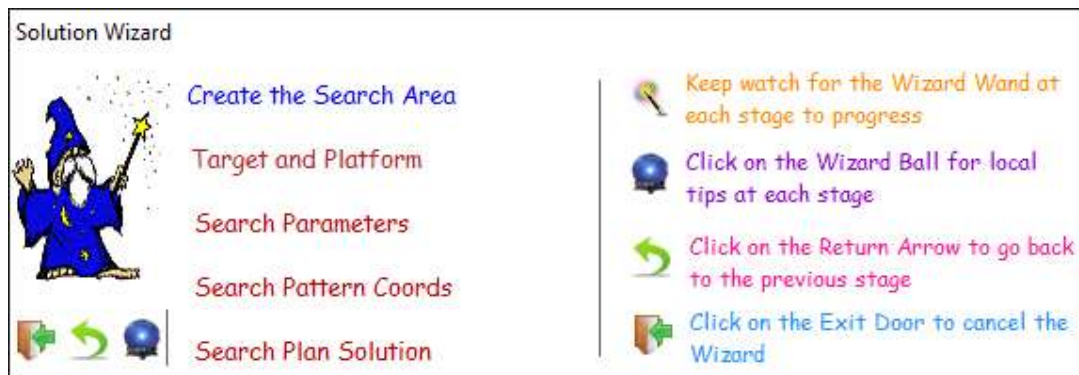 Solution Wizard
Create the Search Area
Target and Platform
Search Parameters
Search Pattern Coords
Search Plan Solution
Keep watch for the Wizard Wand at
each stage to progress
Click on the Wizard Ball for local
tips at each stage
Click on the Return Arrow to go back
to the previous stage
Click on the Exit Door to cancel the
Wizard